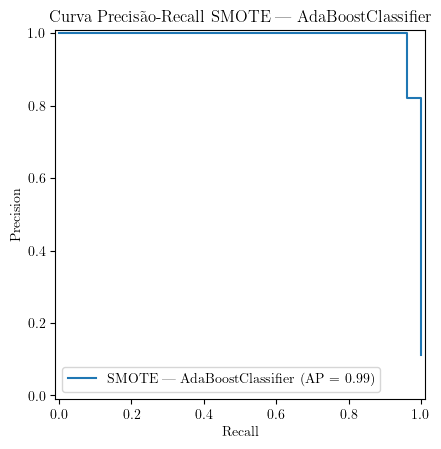 Curva Precisão-Recall SMOTE — AdaBoostClassifier
1.0
0.8
0.6
0.4
0.2
0.0
Precision
SMOTE — AdaBoostClassifier (AP = 0.99)
0.0 0.2 0.4 0.6 0.8 1.0
Recall